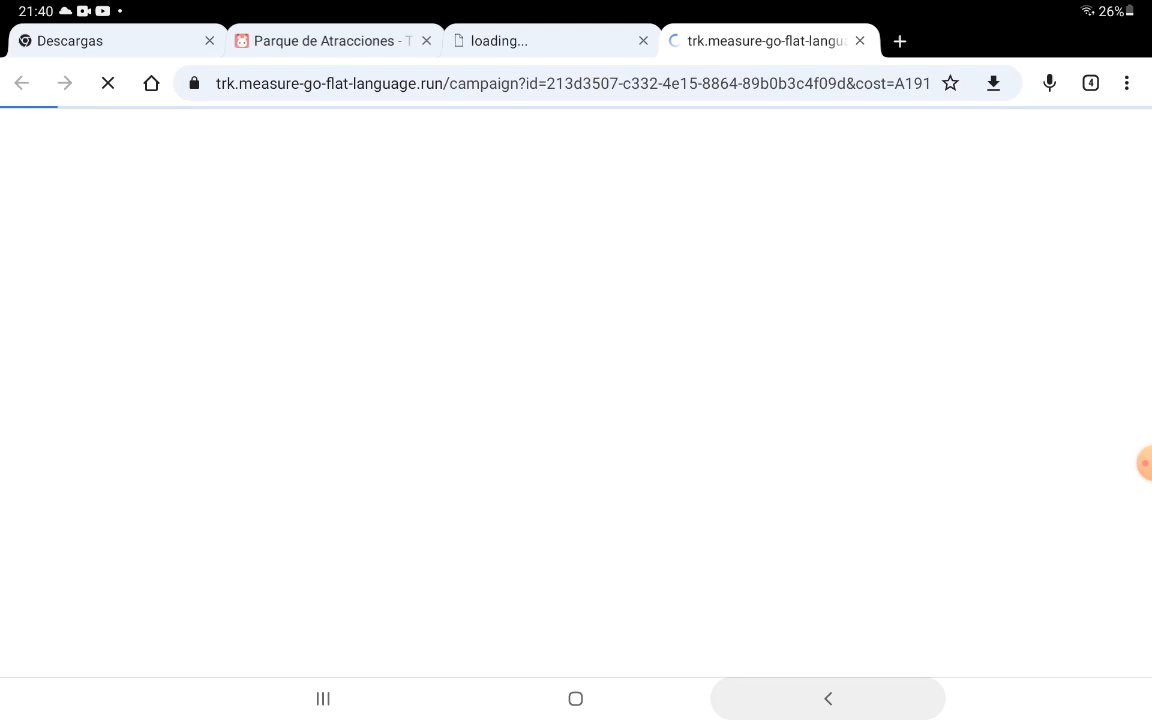 21:40
26%
Descargas
Parque de Atracciones - T
loading...
trk.measure-go-flat-langua
trk.measure-go-flat-language.run/campaign?id=213d3507-c332-4e15-8864-89b0b3c4f09d&cost=A191
4